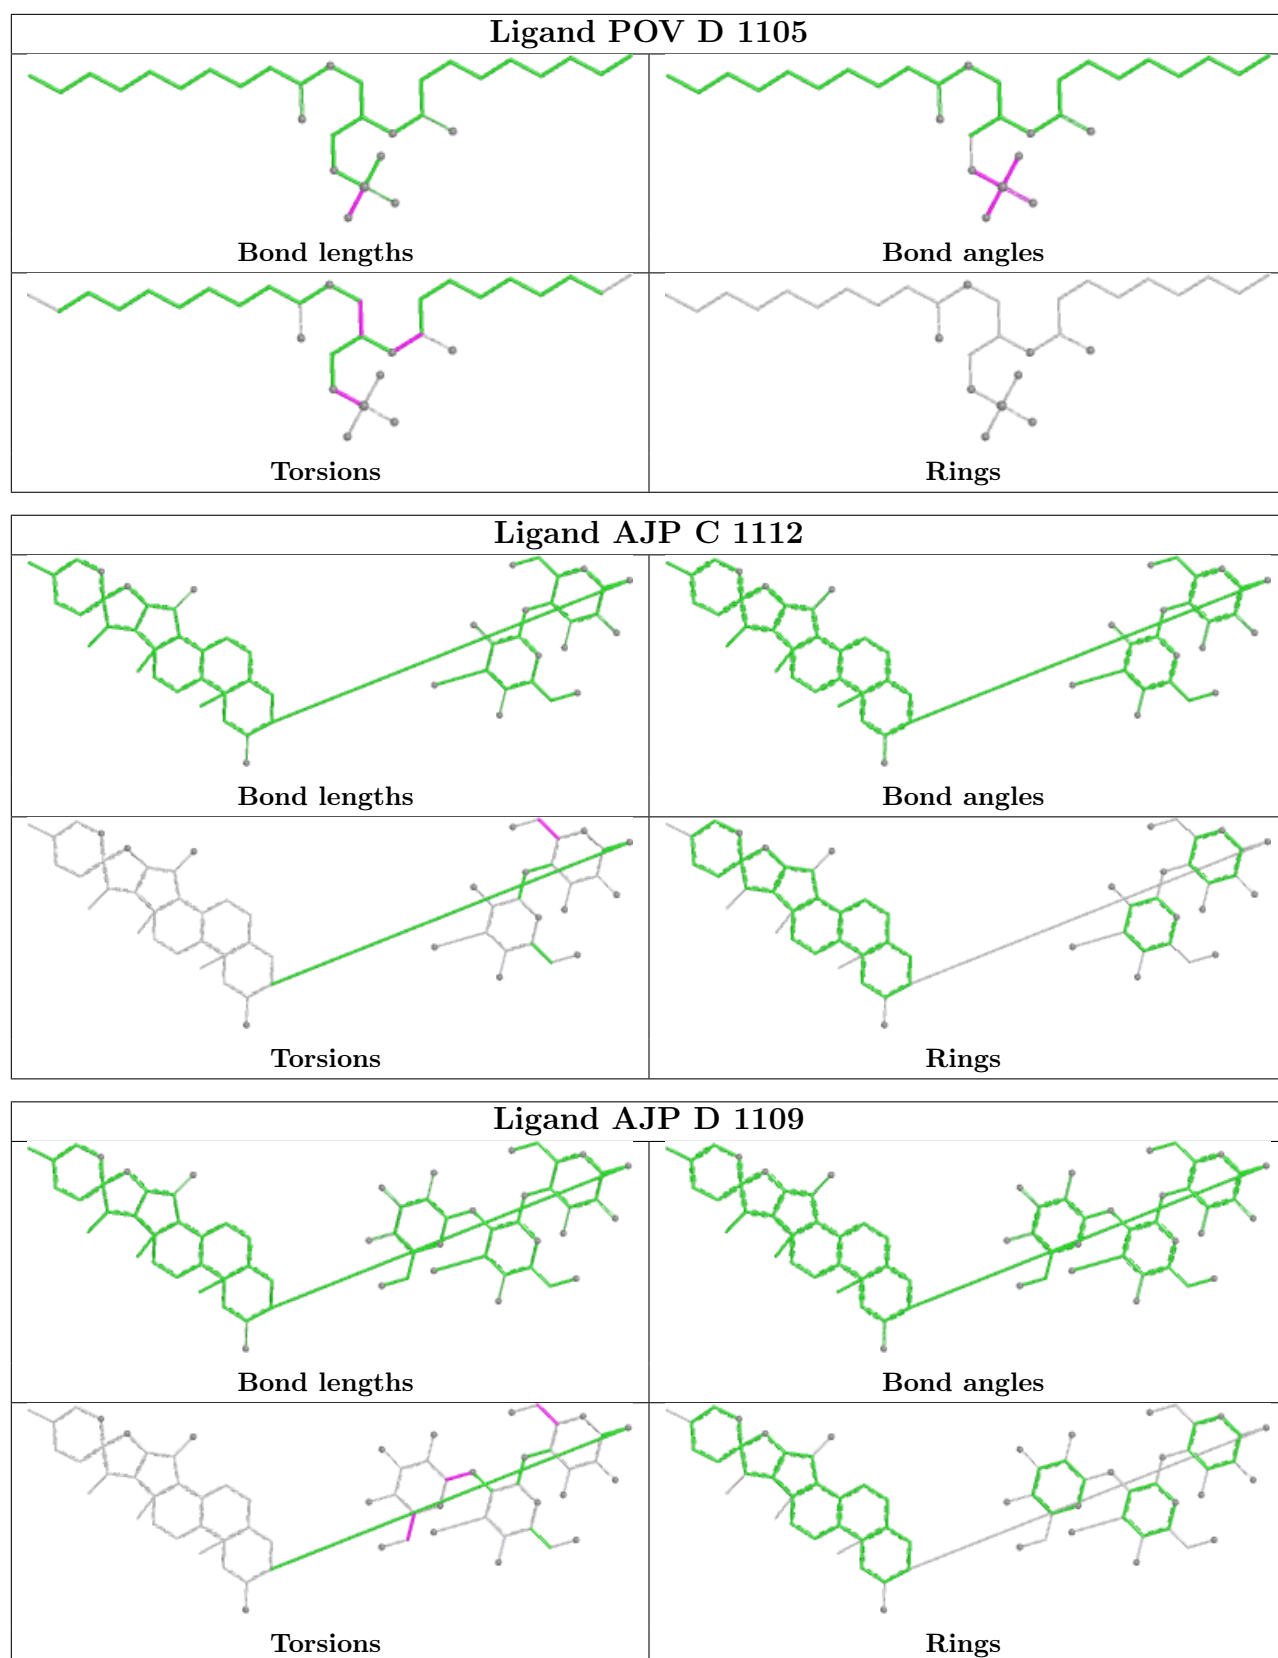 Ligand POV D 1105
Bond lengths
Bond angles
Torsions
Rings
Ligand AJP C 1112
Bond lengths
Bond angles
Torsions
Rings
Ligand AJP D 1109
Bond lengths
Bond angles
Torsions
Rings